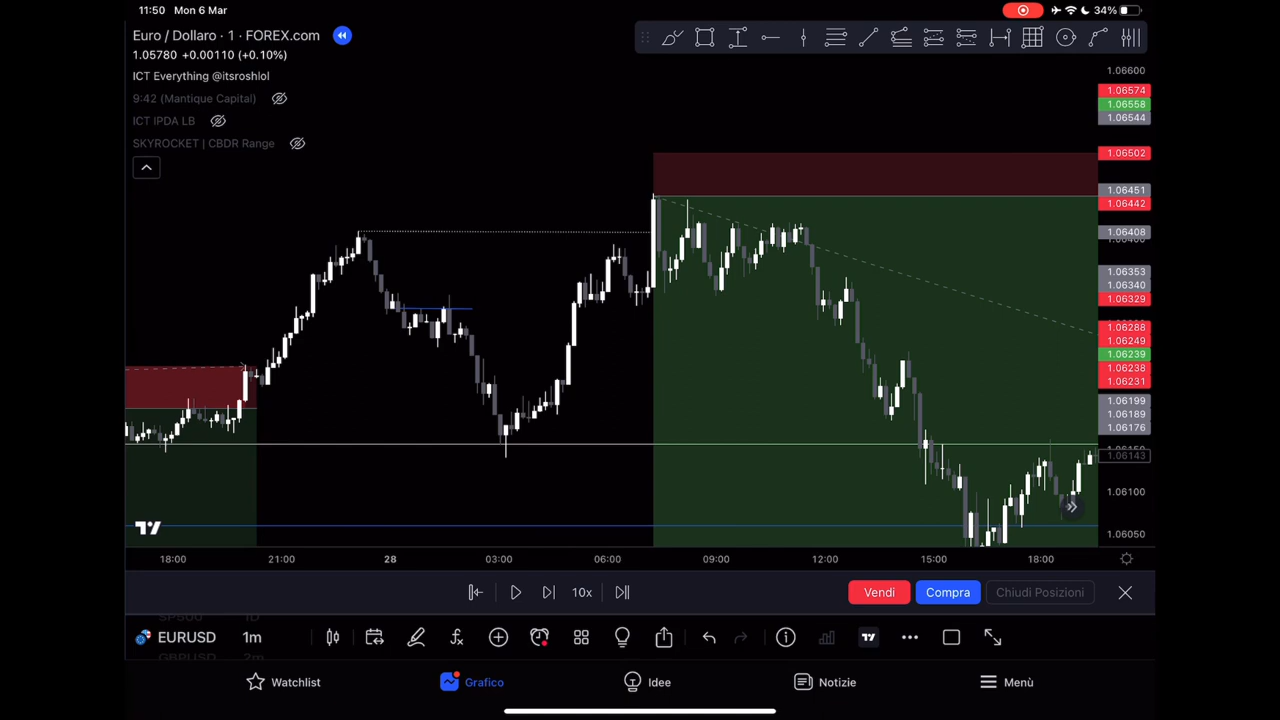 11:50 Mon 6 Mar
34%
Euro / Dollaro · 1 · FOREX.com
1.05780 +0.00110 (+0.10%)
ICT Everything @itsroshlol
9:42 (Mantique Capital)
ICT IPDA LB
SKYROCKET | CBDR Range
1.06600
1.06574
1.06558
1.06544
1.06502
1.06451
1.06442
1.06408
1.06353
1.06340
1.06329
1.06288
1.06249
1.06239
1.06238
1.06231
1.06199
1.06189
1.06176
1.06143
1.06100
1.06050
18:00 21:00 28 03:00 06:00 09:00 12:00 15:00 18:00
10x Vendi Compra Chiudi Posizioni
SP500 1D
EURUSD 1m
GBPUSD 2m
Watchlist Grafico Idee Notizie Menù